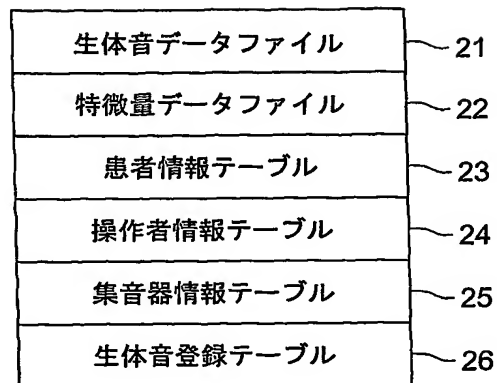 生体音データファイル 21
特微量データファイル 22
患者情報テーブル 23
操作者情報テーブル 24
集音器情報テーブル 25
生体音登録テーブル 26